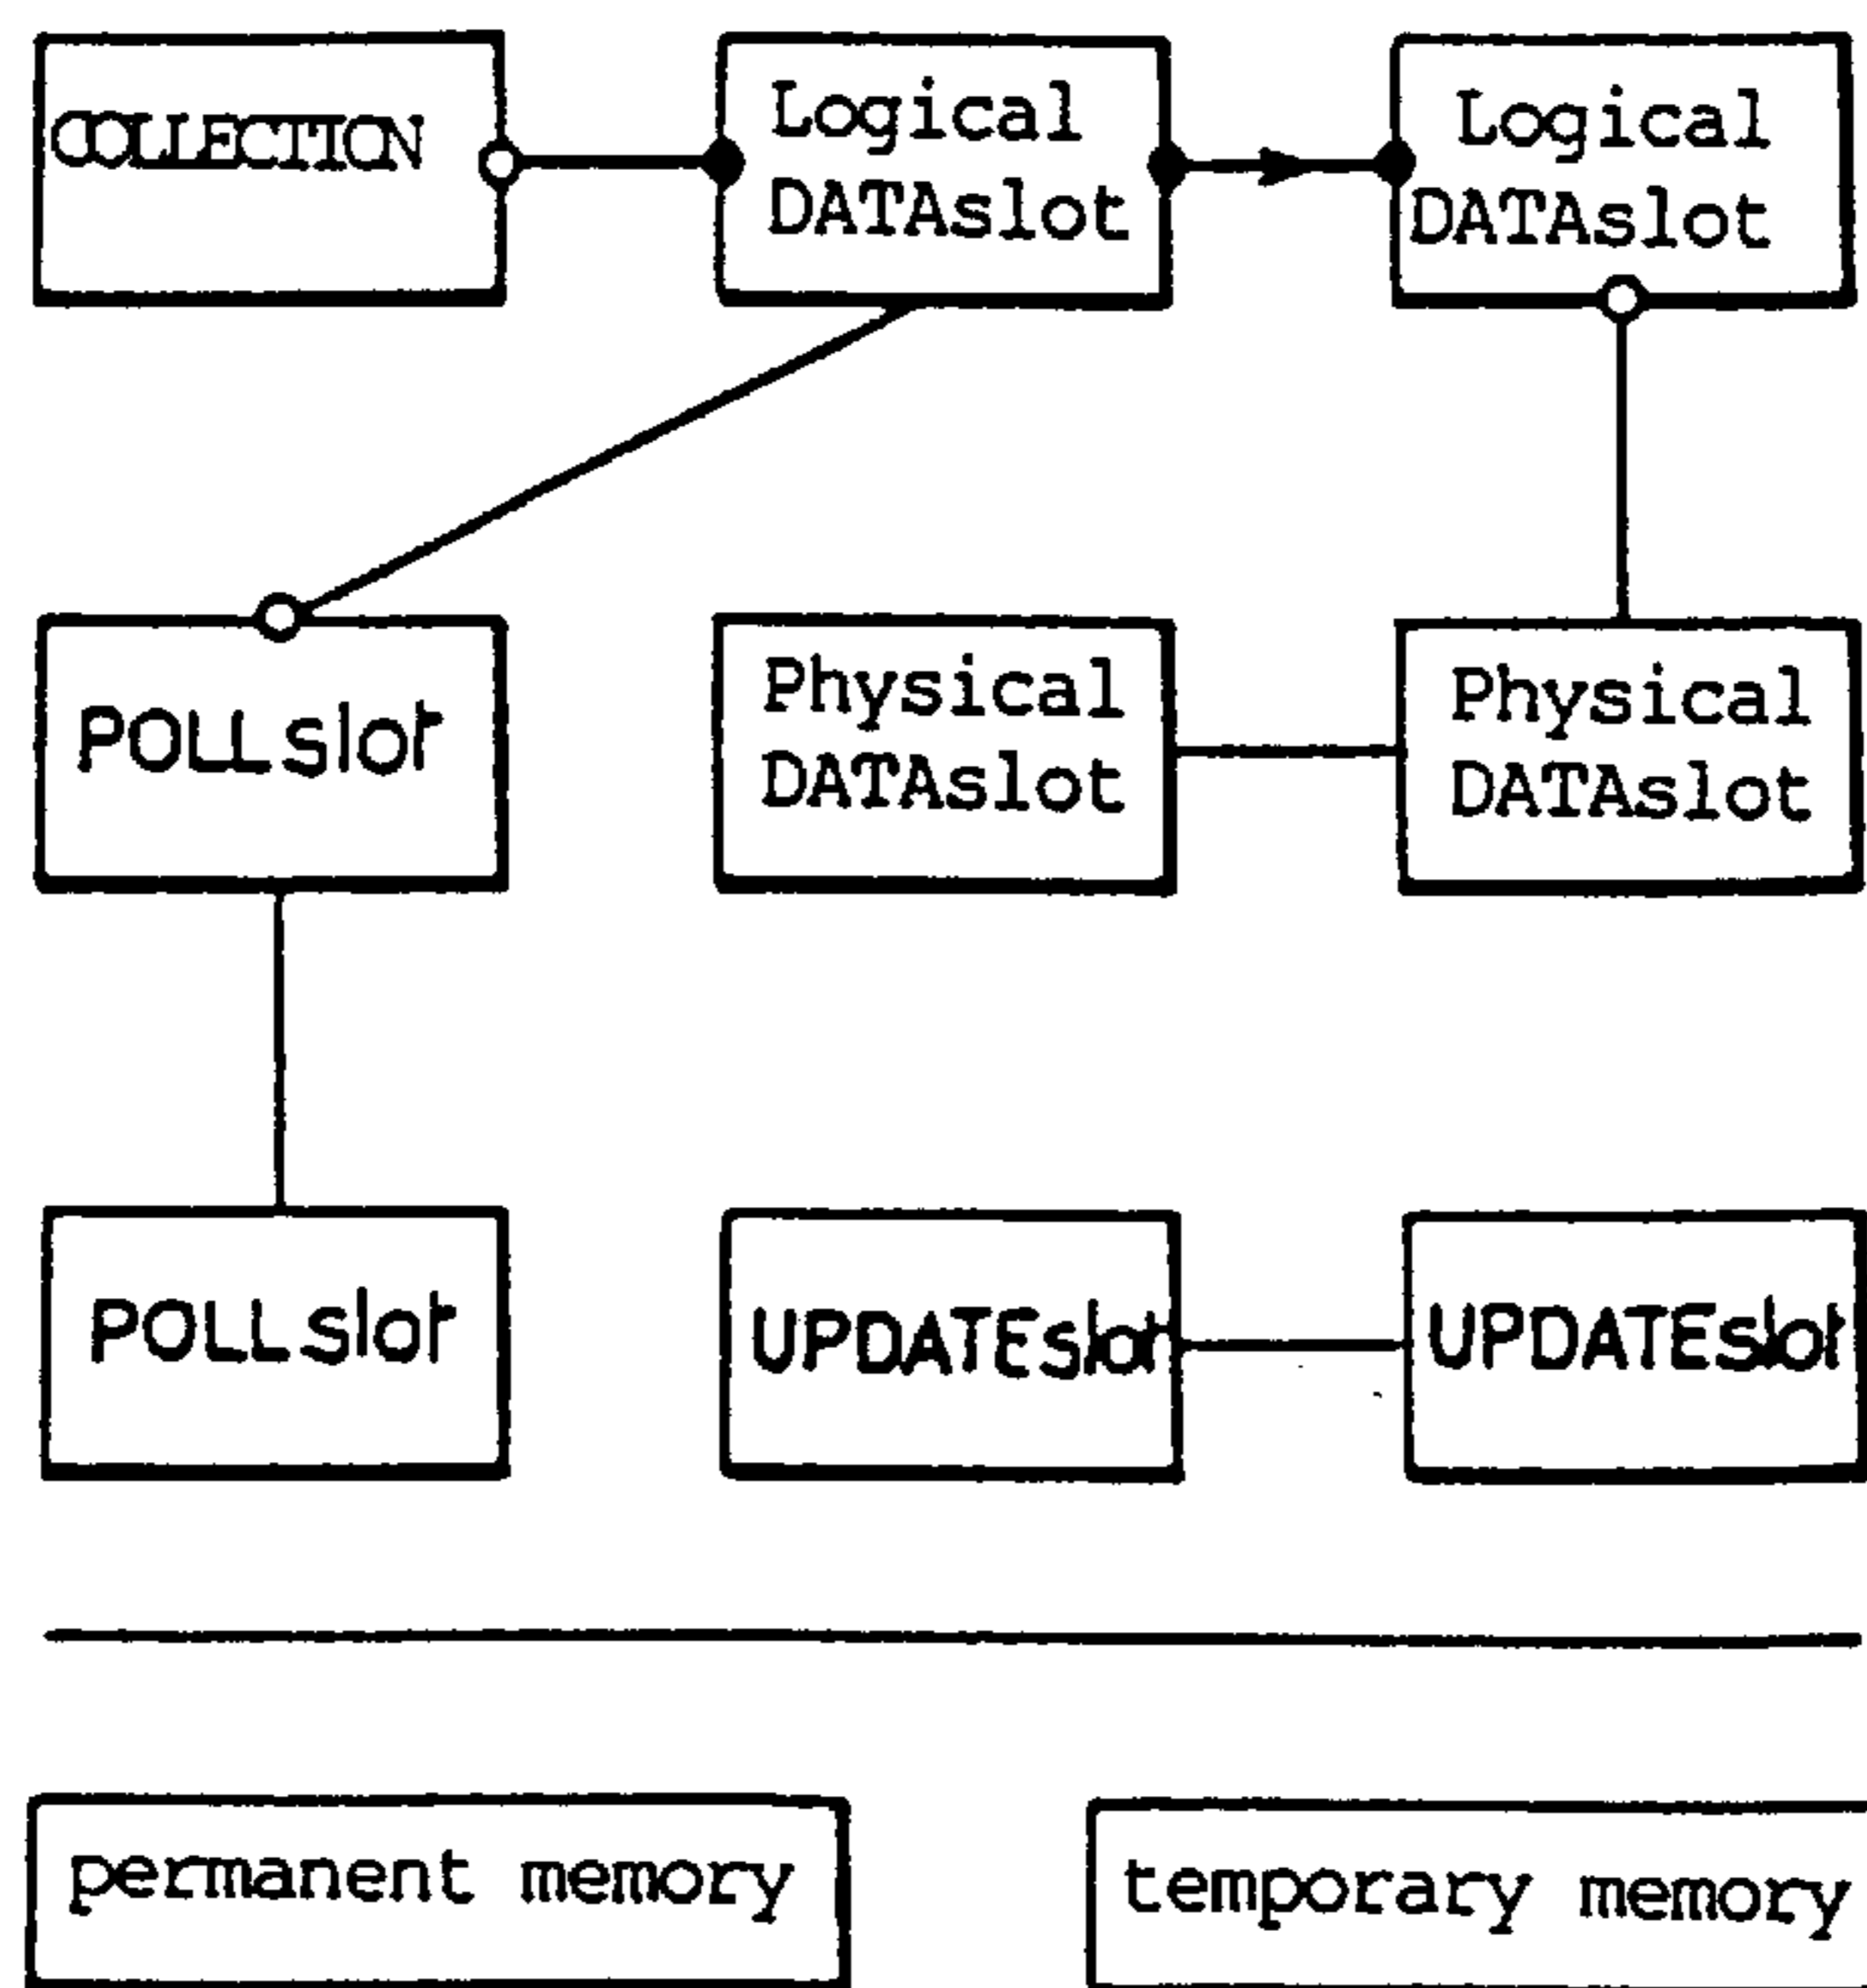 COLLECTION
Logical
DATAslot
Logical
DATAslot
POLLslot
Physical
DATAslot
Physical
DATAslot
POLLslot
UPDATEslot
UPDATEslot
permanent memory
temporary memory